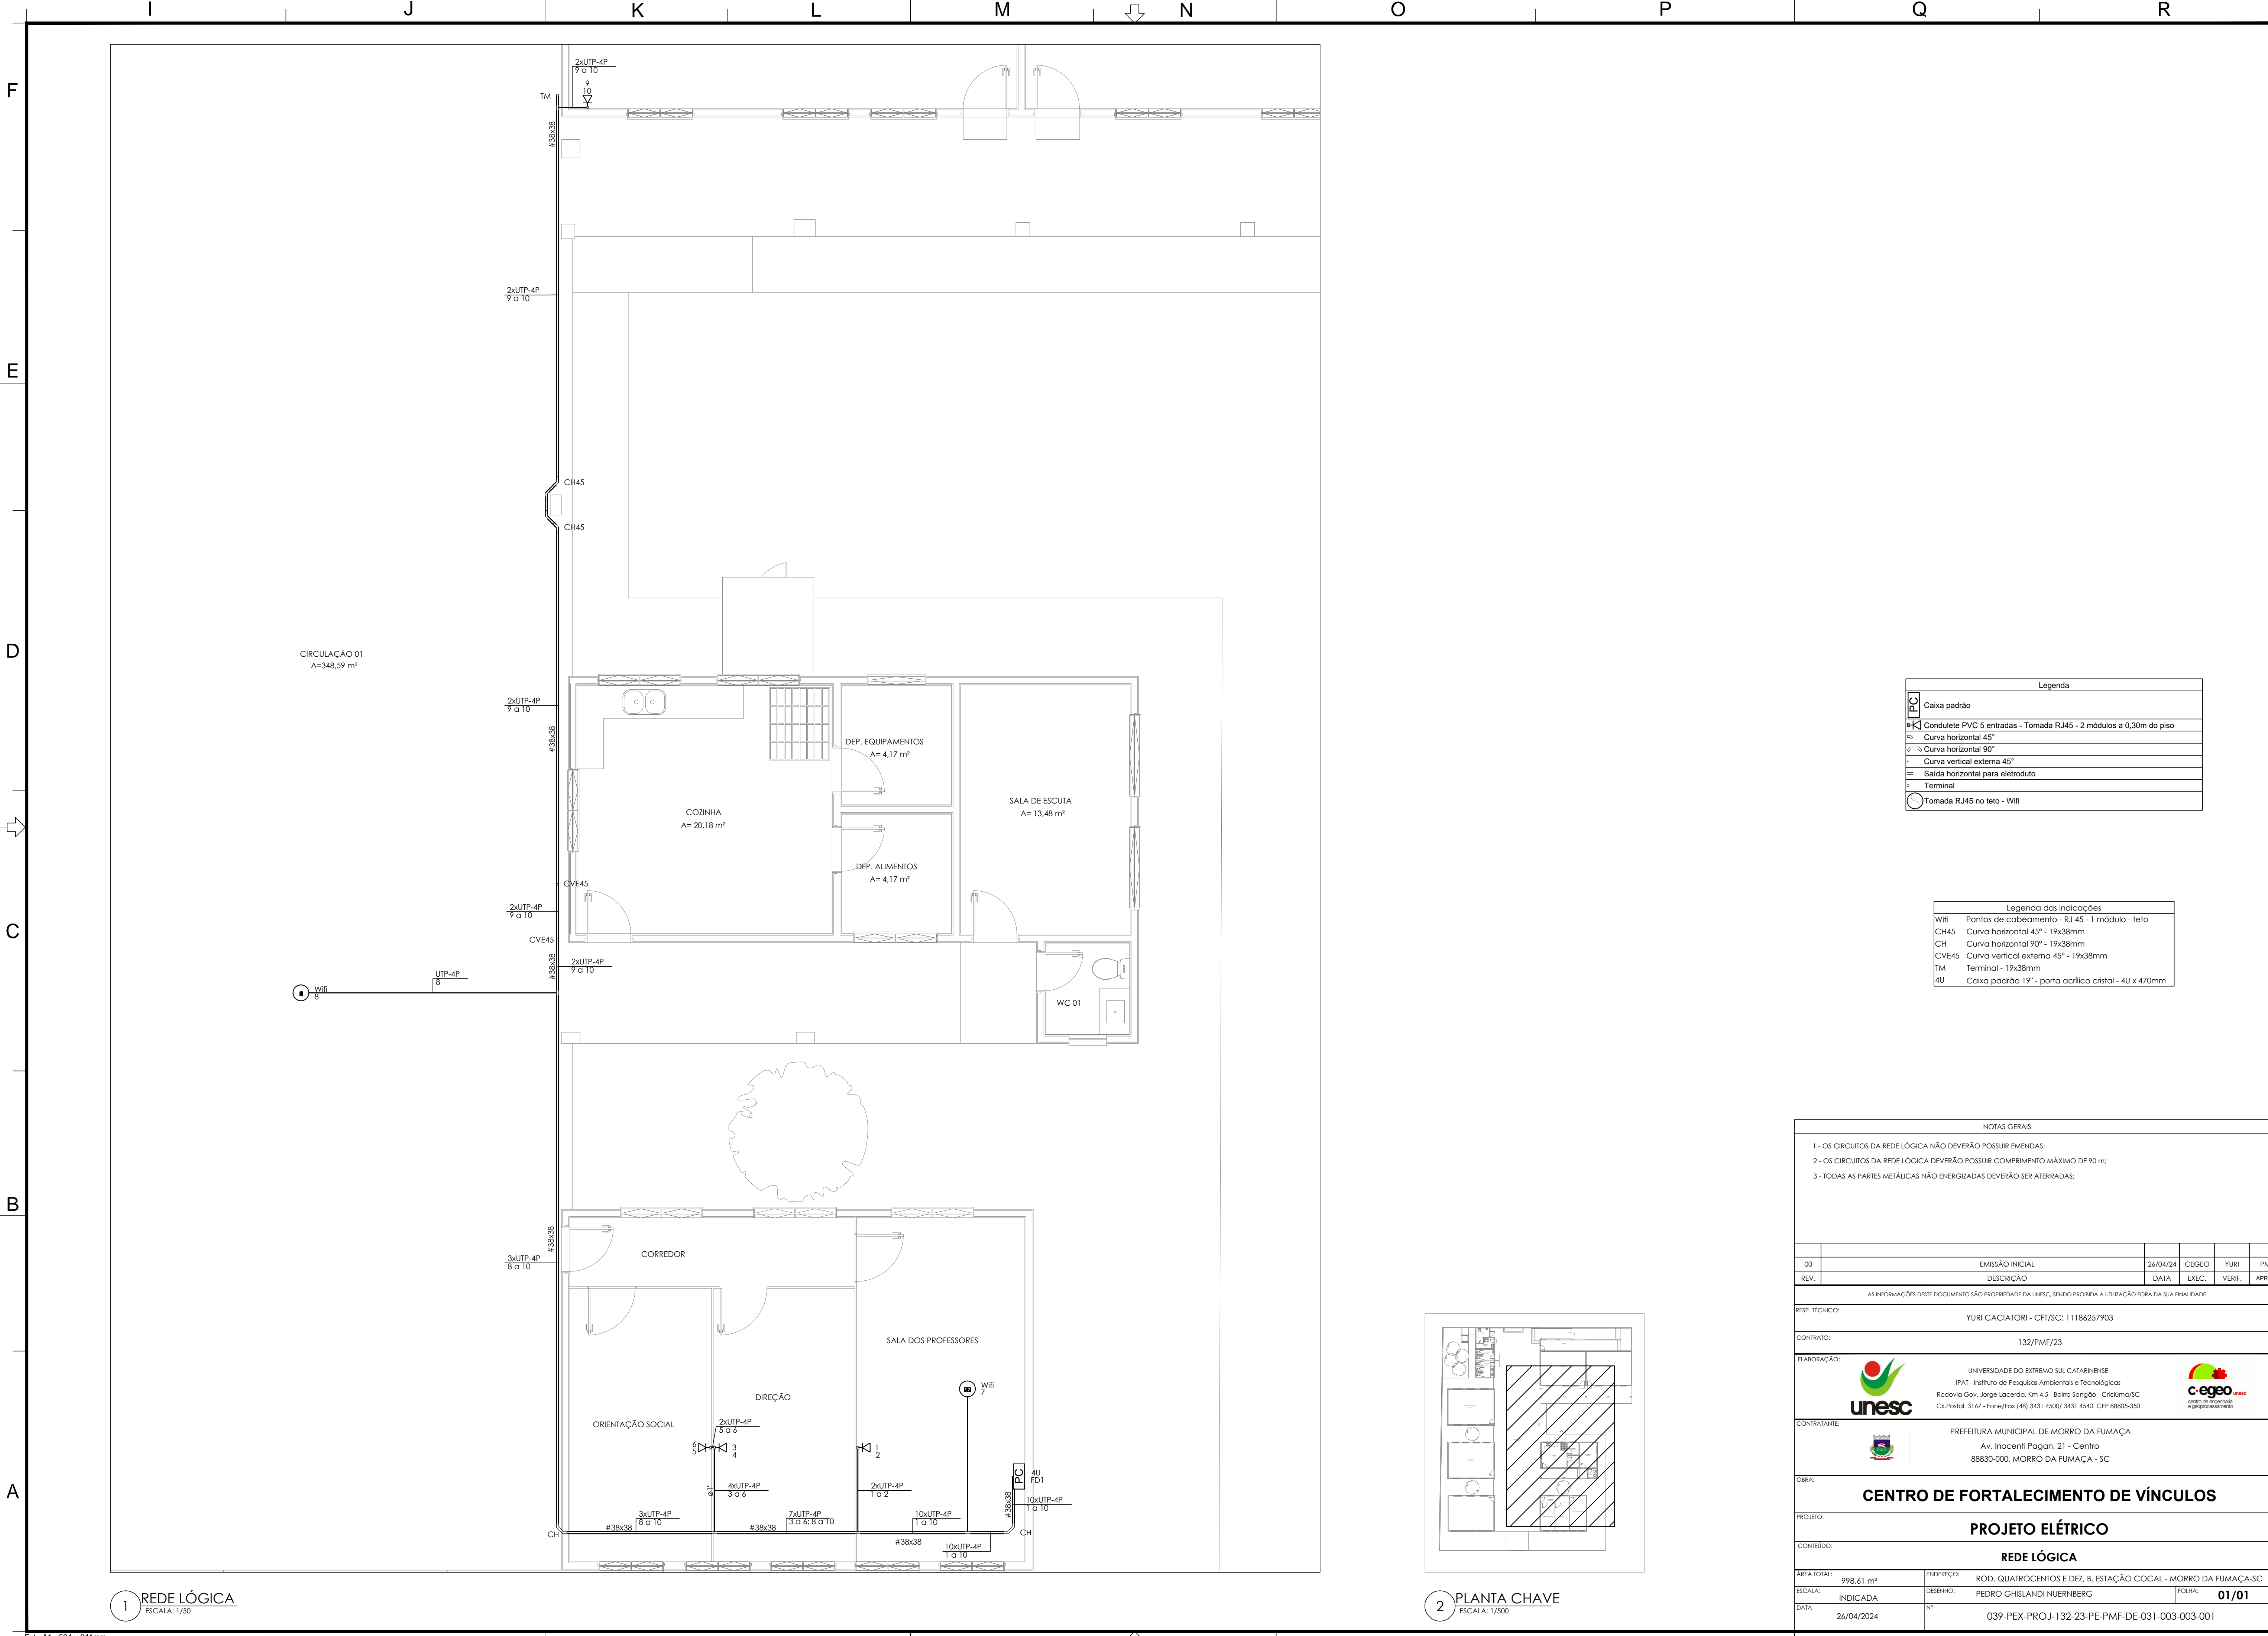 I J K L M N O P Q R
F
E
D
C
B
A
2xUTP-4P
9 a 10
9
10
TM
#38x38
2xUTP-4P
9 a 10
CH45
CH45
CIRCULAÇÃO 01
A=348,59 m²
2xUTP-4P
9 a 10
#38x38
DEP. EQUIPAMENTOS
A= 4,17 m²
COZINHA
A= 20,18 m²
SALA DE ESCUTA
A= 13,48 m²
DEP. ALIMENTOS
A= 4,17 m²
CVE45
2xUTP-4P
9 a 10
CVE45
#38x38
2xUTP-4P
9 a 10
UTP-4P
8
Wifi
8
WC 01
#38x38
3xUTP-4P
8 a 10
CORREDOR
SALA DOS PROFESSORES
DIREÇÃO
ORIENTAÇÃO SOCIAL
Wifi
7
2xUTP-4P
5 a 6
6
5
3
4
1
2
PC
4U
FD1
ø1"
4xUTP-4P
3 a 6
2xUTP-4P
1 a 2
#38x38
10xUTP-4P
1 a 10
3xUTP-4P
8 a 10
7xUTP-4P
3 a 6; 8 a 10
10xUTP-4P
1 a 10
CH
#38x38
#38x38
#38x38
CH
10xUTP-4P
1 a 10
1
REDE LÓGICA
ESCALA: 1/50
2
PLANTA CHAVE
ESCALA: 1/500
Legenda
PC
Caixa padrão
Condulete PVC 5 entradas - Tomada RJ45 - 2 módulos a 0,30m do piso
Curva horizontal 45°
Curva horizontal 90°
Curva vertical externa 45°
Saída horizontal para eletroduto
Terminal
Tomada RJ45 no teto - Wifi
Legenda das indicações
Wifi Pontos de cabeamento - RJ 45 - 1 módulo - teto
CH45 Curva horizontal 45° - 19x38mm
CH Curva horizontal 90° - 19x38mm
CVE45 Curva vertical externa 45° - 19x38mm
TM Terminal - 19x38mm
4U Caixa padrão 19" - porta acrílico cristal - 4U x 470mm
NOTAS GERAIS
1 - OS CIRCUITOS DA REDE LÓGICA NÃO DEVERÃO POSSUIR EMENDAS;
2 - OS CIRCUITOS DA REDE LÓGICA DEVERÃO POSSUIR COMPRIMENTO MÁXIMO DE 90 m;
3 - TODAS AS PARTES METÁLICAS NÃO ENERGIZADAS DEVERÃO SER ATERRADAS;
00 EMISSÃO INICIAL 26/04/24 CEGEO YURI
REV. DESCRIÇÃO DATA EXEC. VERIF.
AS INFORMAÇÕES DESTE DOCUMENTO SÃO PROPRIEDADE DA UNESC, SENDO PROIBIDA A UTILIZAÇÃO FORA DA SUA FINALIDADE.
RESP. TÉCNICO:
YURI CACIATORI - CFT/SC: 11186257903
CONTRATO:
132/PMF/23
ELABORAÇÃO:
unesc
UNIVERSIDADE DO EXTREMO SUL CATARINENSE
IPAT - Instituto de Pesquisas Ambientais e Tecnológicas
Rodovia Gov. Jorge Lacerda, Km 4,5 - Bairro Sangão - Criciúma/SC
Cx.Postal. 3167 - Fone/Fax (48) 3431 4500/ 3431 4540 CEP 88805-350
c·egeo unesc
centro de engenharia
e geoprocessamento
CONTRATANTE:
PREFEITURA MUNICIPAL DE MORRO DA FUMAÇA
Av. Inocenti Pagan, 21 - Centro
88830-000, MORRO DA FUMAÇA - SC
OBRA:
CENTRO DE FORTALECIMENTO DE VÍNCULOS
PROJETO:
PROJETO ELÉTRICO
CONTEÚDO:
REDE LÓGICA
ÁREA TOTAL: 998,61 m²
ENDEREÇO: ROD. QUATROCENTOS E DEZ, B. ESTAÇÃO COCAL - MORRO DA FUMAÇA-SC
ESCALA: INDICADA
DESENHO: PEDRO GHISLANDI NUERNBERG
FOLHA: 01/01
DATA 26/04/2024
Nº 039-PEX-PROJ-132-23-PE-PMF-DE-031-003-003-001